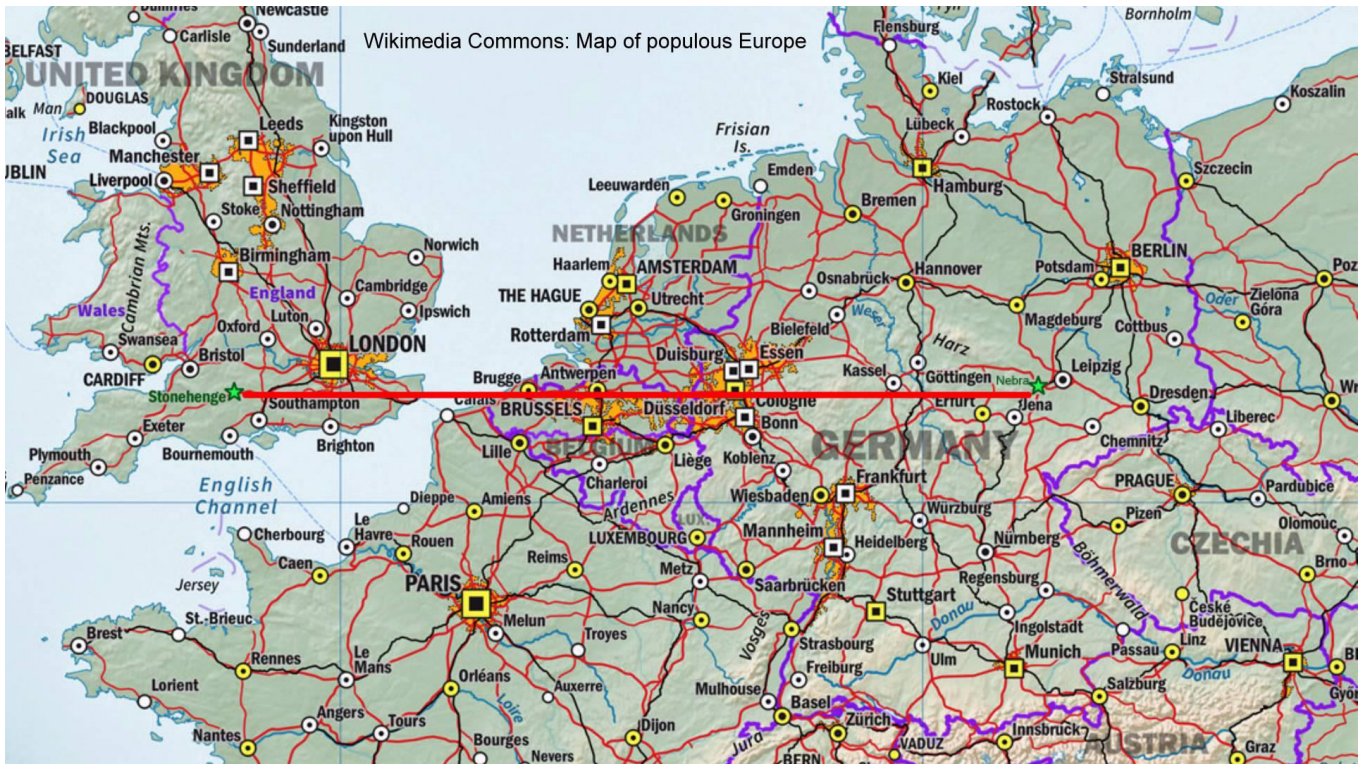 Newcastle
Dumfries
Carlisle
Sunderland
Wikimedia Commons: Map of populous Europe
Flensburg
Fyn
Bornholm
BELFAST
UNITED KINGDOM
Man
DOUGLAS
Kiel
Stralsund
Koszalin
Irish
Sea
Blackpool
Leeds
Kingston
upon Hull
Frisian
Is.
Lübeck
Rostock
Manchester
Liverpool
Sheffield
Emden
Hamburg
Szczecin
Leeuwarden
Groningen
Bremen
Stoke
Nottingham
Cambrian Mts.
Norwich
NETHERLANDS
BERLIN
Birmingham
Haarlem
AMSTERDAM
Osnabrück
Hannover
Potsdam
Wales
England
Cambridge
Ipswich
THE HAGUE
Utrecht
Weser
Magdeburg
Oder
Zielona
Góra
Swansea
Oxford
Luton
Rotterdam
Bielefeld
Cottbus
CARDIFF
Bristol
LONDON
Duisburg
Essen
Harz
Kassel
Göttingen
Leipzig
Nebra
Stonehenge
Brugge
Antwerpen
Dresden
Southampton
Calais
BRUSSELS
Düsseldorf
Cologne
Erfurt
Jena
Liberec
Exeter
Bournemouth
Brighton
Lille
BELGIUM
Liège
Bonn
GERMANY
Chemnitz
Plymouth
Penzance
English
Channel
Charleroi
Koblenz
Frankfurt
PRAGUE
Pardubice
Dieppe
Amiens
Ardennes
Wiesbaden
Cherbourg
Le
Havre
Rouen
LUX.
LUXEMBOURG
Mannheim
Heidelberg
Würzburg
Nürnberg
Pizen
Olomouc
CZECHIA
Brno
Jersey
Caen
PARIS
Reims
Metz
Saarbrücken
Regensburg
Böhmerwald
České
Budějovice
St.-Brieuc
Brest
Melun
Troyes
Nancy
Vosges
Strasbourg
Stuttgart
Donau
Ingolstadt
Passau
Linz
VIENNA
Rennes
Le
Mans
Orléans
Loire
Auxerre
Freiburg
Ulm
Munich
Donau
Lorient
Angers
Tours
Mulhouse
Basel
Salzburg
Nantes
Bourges
Nevers
Dijon
Jura
Zürich
BERN
VADUZ
Innsbruck
AUSTRIA
Graz